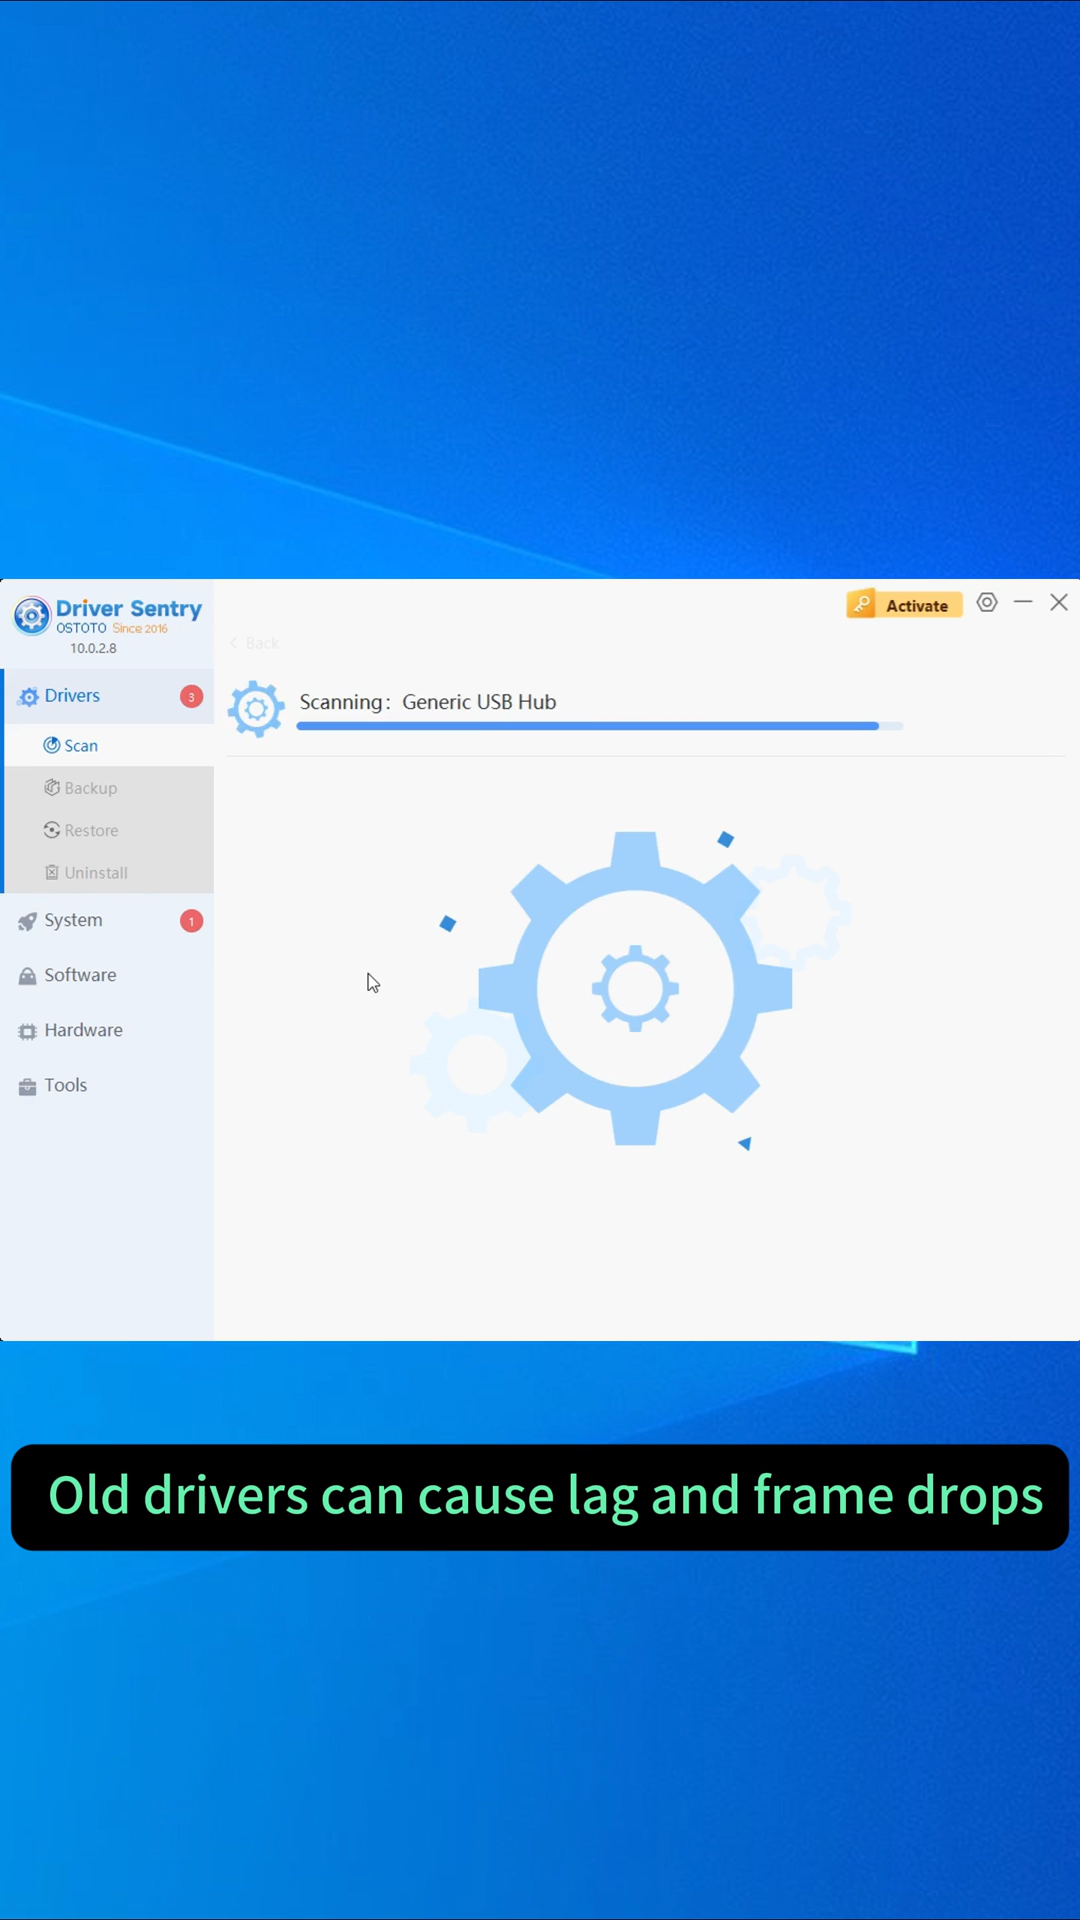 Driver Sentry
OSTOTO Since 2016
10.0.2.8
Activate
Back
Drivers 3
Scanning: Generic USB Hub
Scan
Backup
Restore
Uninstall
System 1
Software
Hardware
Tools
Old drivers can cause lag and frame drops